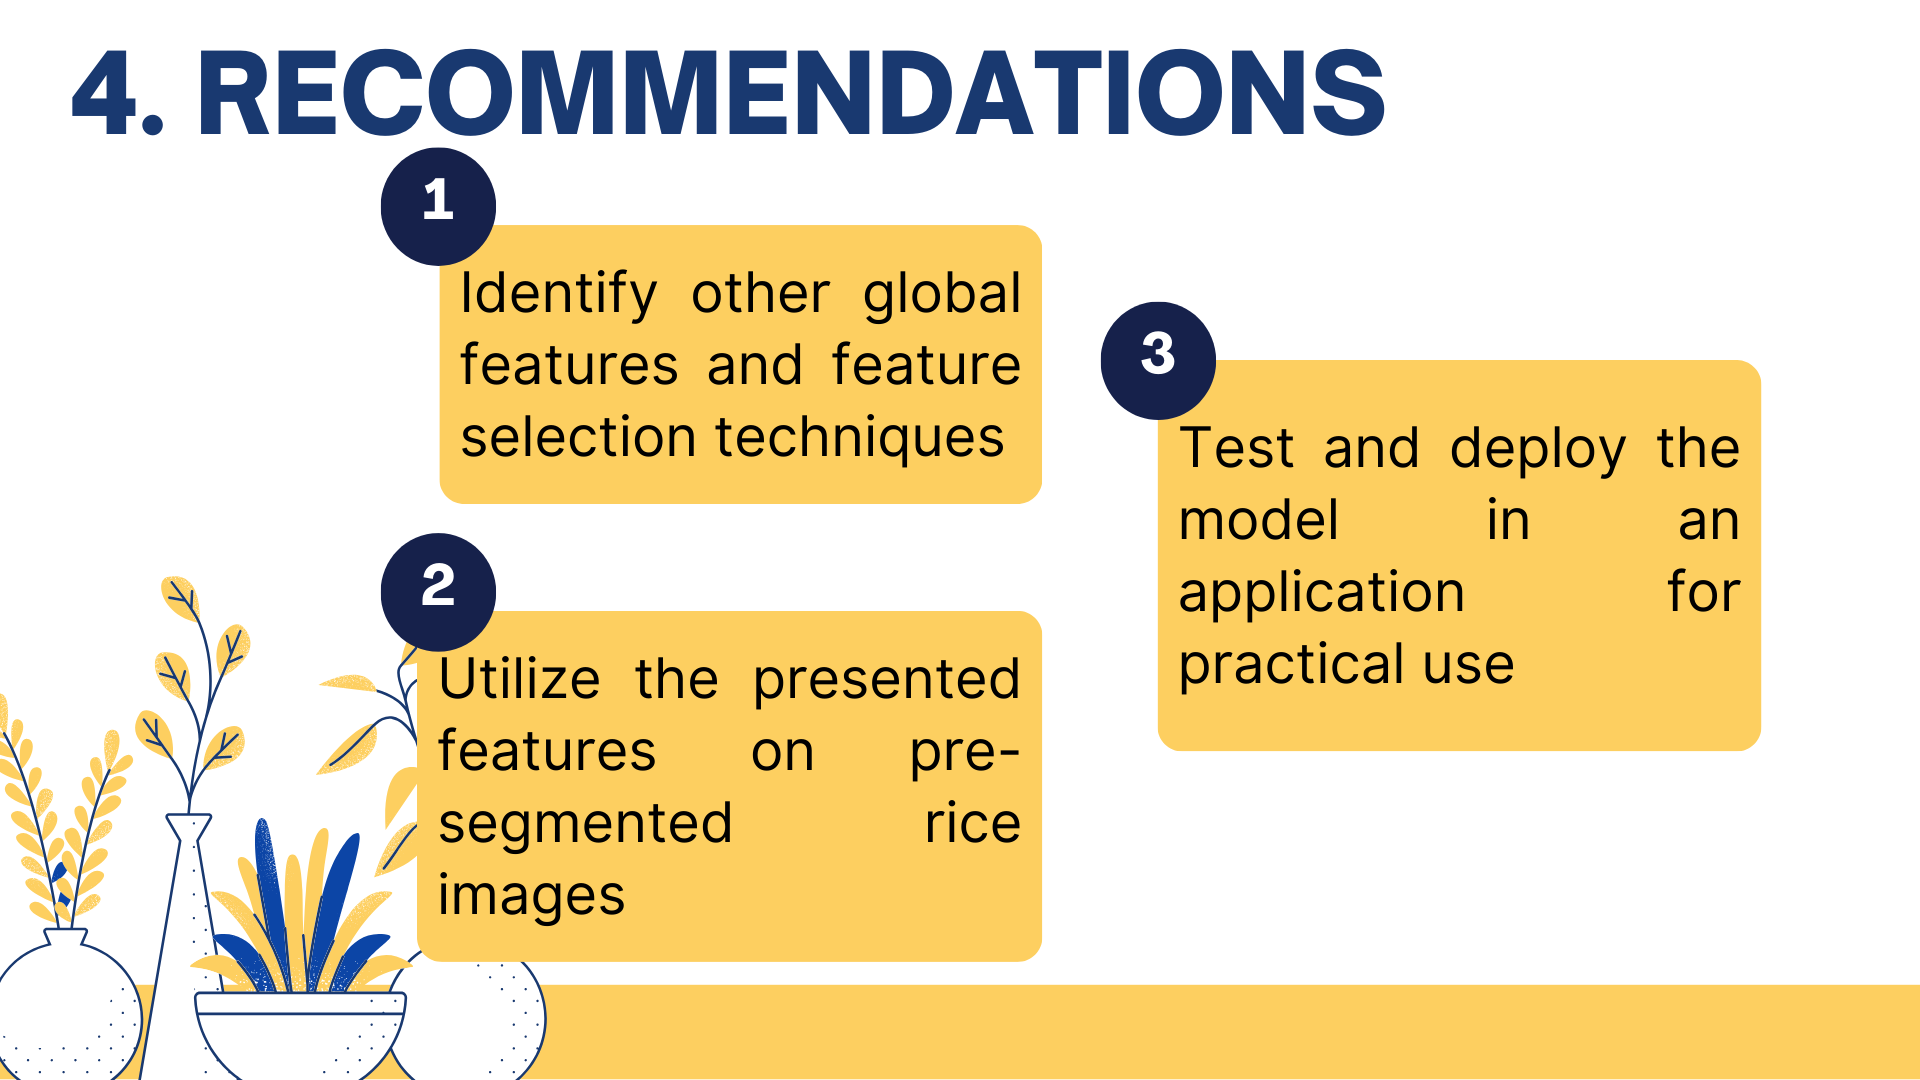 4. RECOMMENDATIONS
1
Identify other global
features and feature
selection techniques
2
Utilize the presented
features on pre-
segmented rice
images
3
Test and deploy the
model in an
application for
practical use